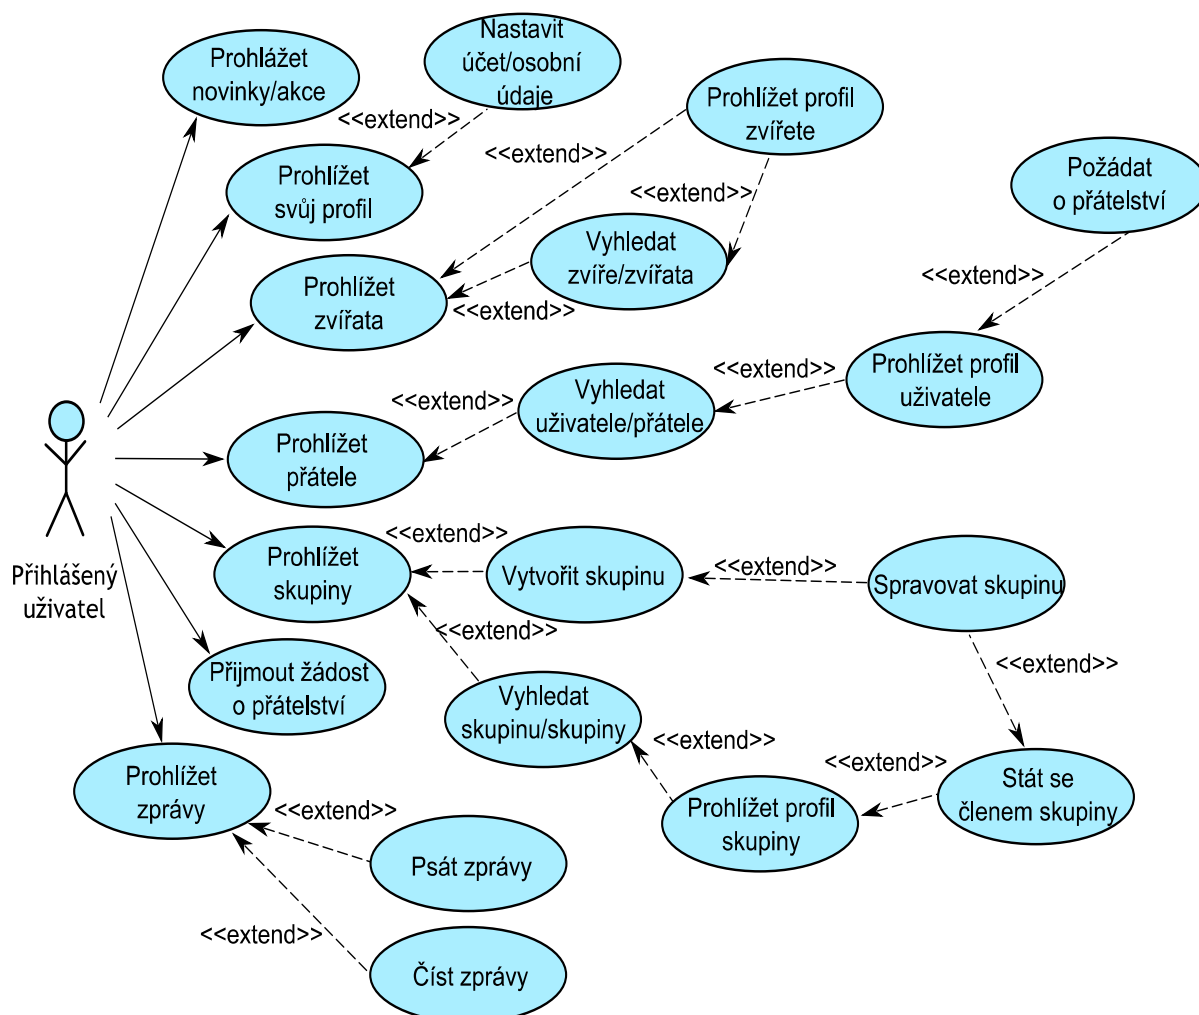 Prohlážet
novinky/akce
Nastavit
účet/osobní
údaje
<<extend>>
Prohlížet profil
zvířete
<<extend>>
Prohlížet
svůj profil
<<extend>>
Požádat
o přátelství
Vyhledat
zvíře/zvířata
Prohlížet
zvířata
<<extend>>
<<extend>>
<<extend>>
Prohlížet profil
uživatele
<<extend>>
Vyhledat
uživatele/přátele
Prohlížet
přátele
Přihlášený
uživatel
Prohlížet
skupiny
<<extend>>
Vytvořit skupinu
<<extend>>
Spravovat skupinu
<<extend>>
<<extend>>
Přijmout žádost
o přátelství
Vyhledat
skupinu/skupiny
<<extend>>
<<extend>>
Stát se
členem skupiny
Prohlížet
zprávy
Prohlížet profil
skupiny
<<extend>>
Psát zprávy
<<extend>>
Číst zprávy